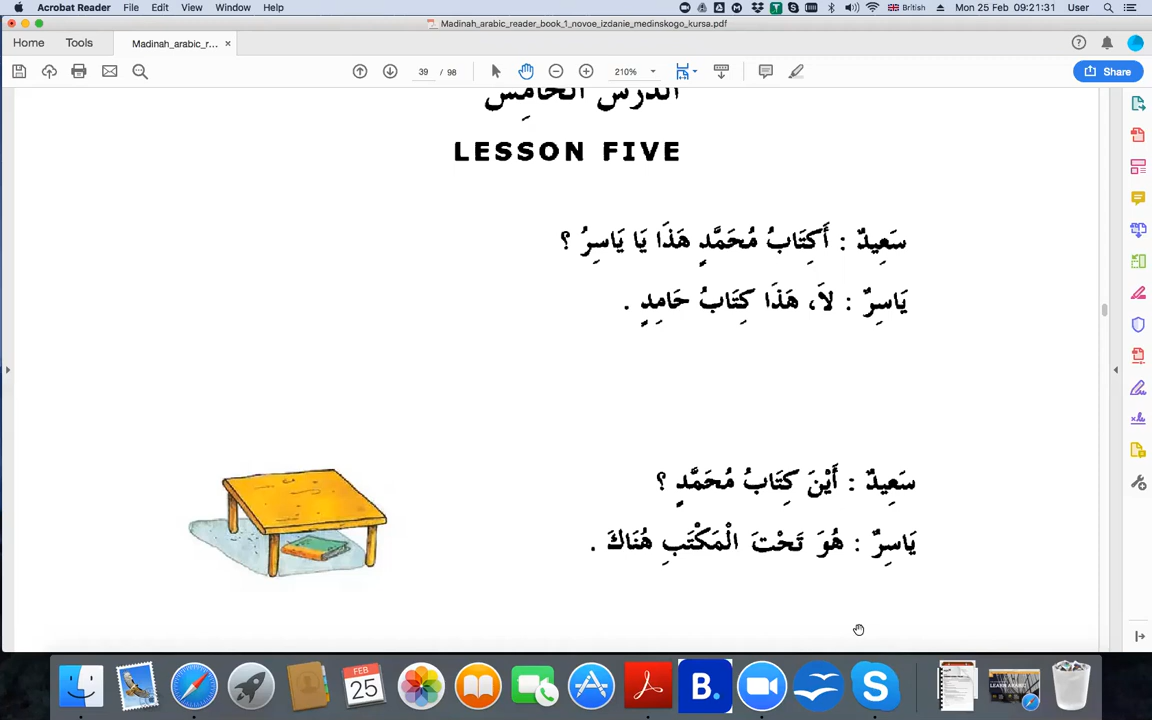 Acrobat Reader File Edit View Window Help British Mon 25 Feb 09:21:31 User
Madinah_arabic_reader_book_1_novoe_izdanie_medinskogo_kursa.pdf
Home Tools Madinah_arabic_r... ×
39 / 98 210% Share
الدرس الخامس
LESSON FIVE
سَعِيدٌ : أَكِتَابُ مُحَمَّدٍ هَذَا يَا يَاسِرُ ؟
يَاسِرٌ : لاَ، هَذَا كِتَابُ حَامِدٍ .
سَعِيدٌ : أَيْنَ كِتَابُ مُحَمَّدٍ ؟
يَاسِرٌ : هُوَ تَحْتَ الْمَكْتَبِ هُنَاكَ .
FEB
25
B.